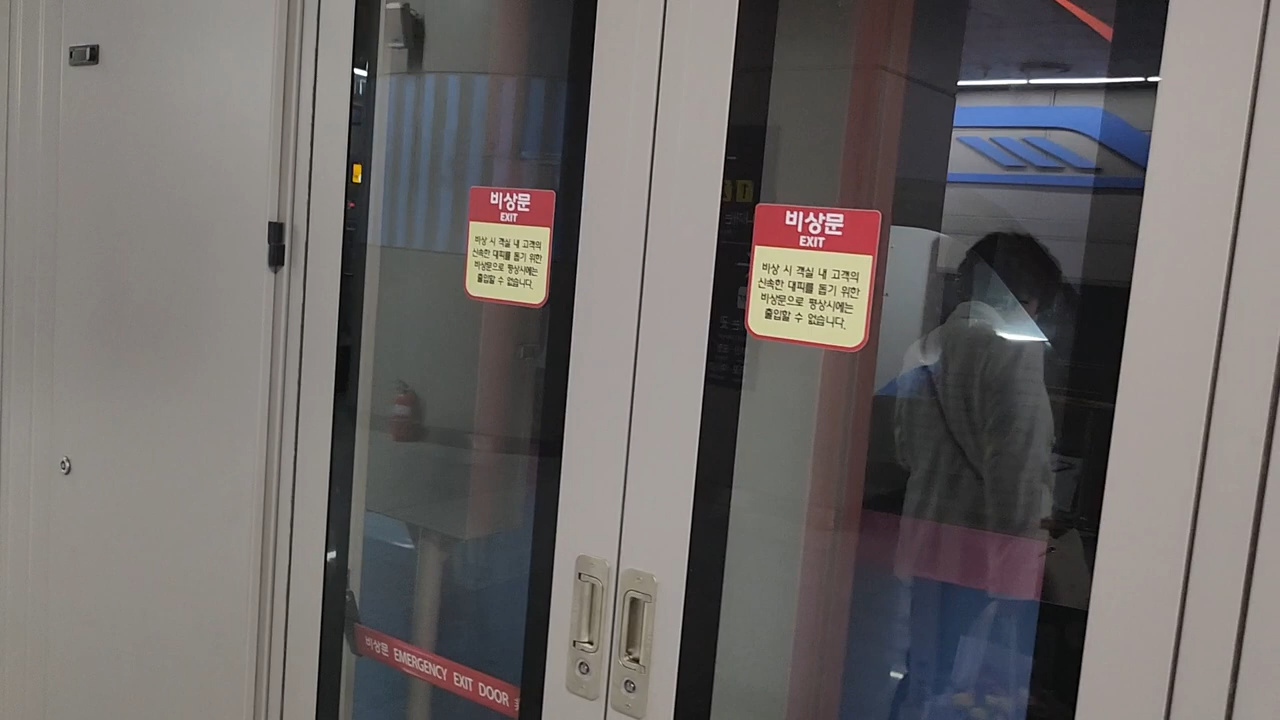 비상문
EXIT
비상 시 객실 내 고객의
신속한 대피를 돕기 위한
비상문으로 평상시에는
출입할 수 없습니다.
비상문
EXIT
비상 시 객실 내 고객의
신속한 대피를 돕기 위한
비상문으로 평상시에는
출입할 수 없습니다.
비상문 EMERGENCY EXIT DOOR